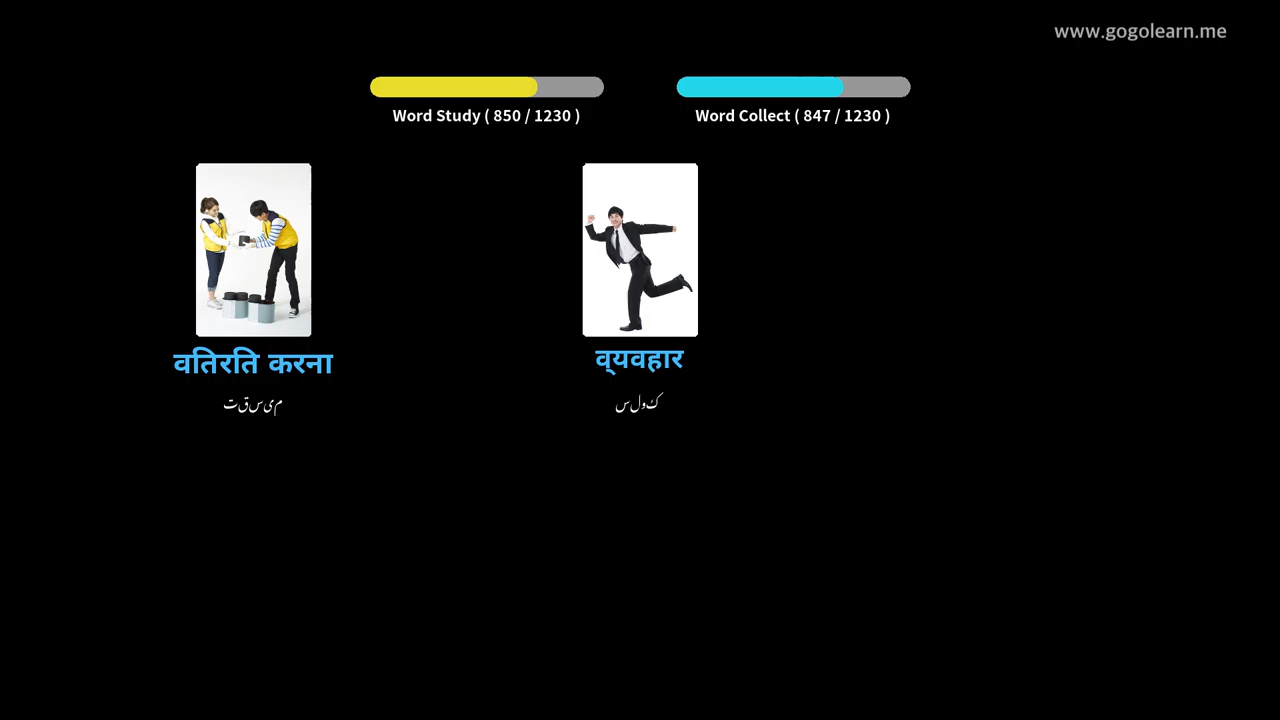 www.gogolearn.me
Word Study ( 850 / 1230 )
Word Collect ( 847 / 1230 )
वतिरति करना
व्‌यवहार
م‌ی‌س‌ق‌ت
ک‌و‌ل‌س